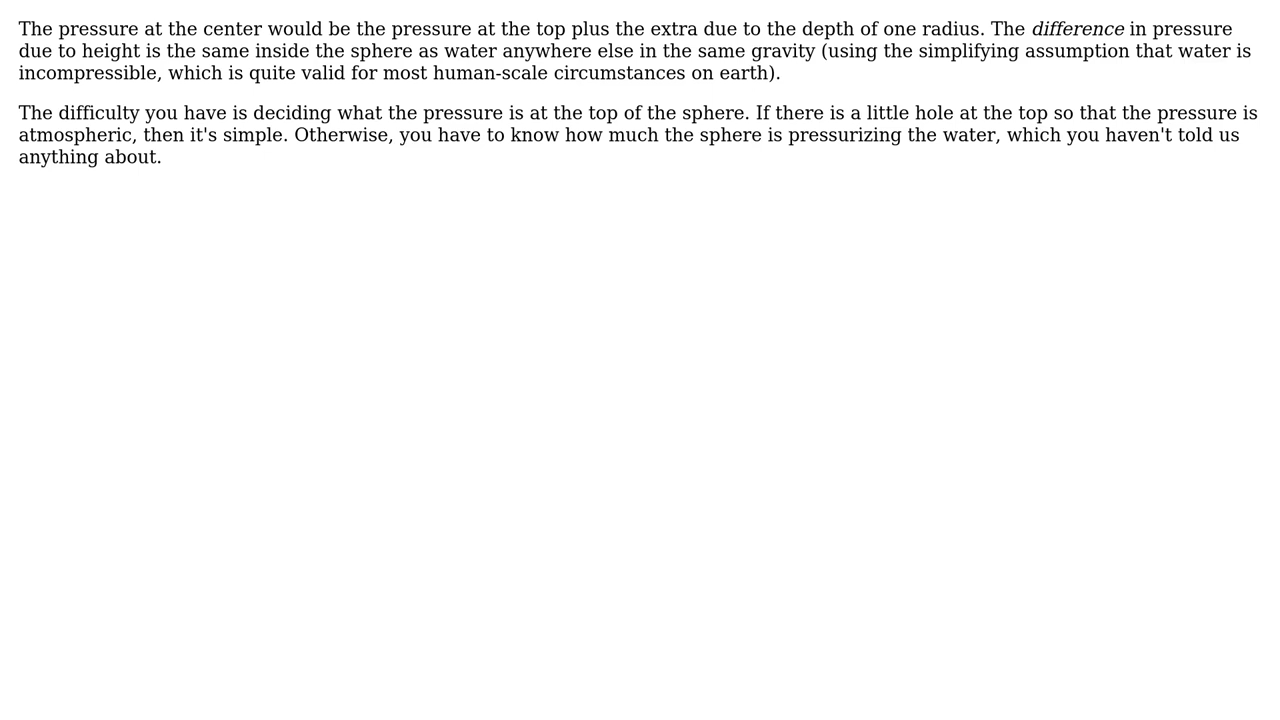 The pressure at the center would be the pressure at the top plus the extra due to the depth of one radius. The difference in pressure
due to height is the same inside the sphere as water anywhere else in the same gravity (using the simplifying assumption that water is
incompressible, which is quite valid for most human-scale circumstances on earth).
The difficulty you have is deciding what the pressure is at the top of the sphere. If there is a little hole at the top so that the pressure is
atmospheric, then it's simple. Otherwise, you have to know how much the sphere is pressurizing the water, which you haven't told us
anything about.